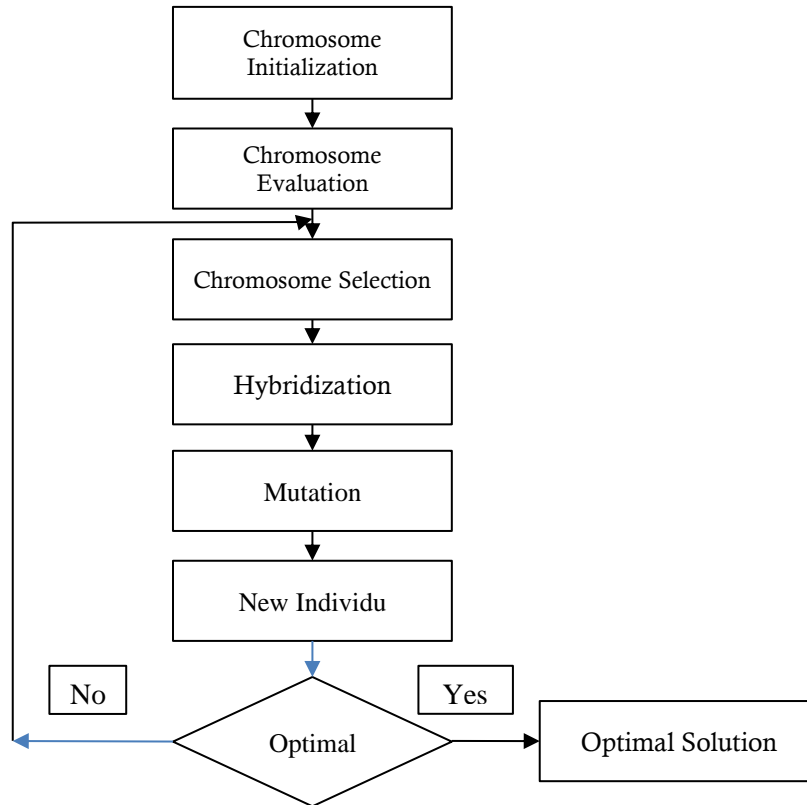 Chromosome
Initialization
Chromosome
Evaluation
Chromosome Selection
Hybridization
Mutation
New Individu
No
Yes
Optimal
Optimal Solution